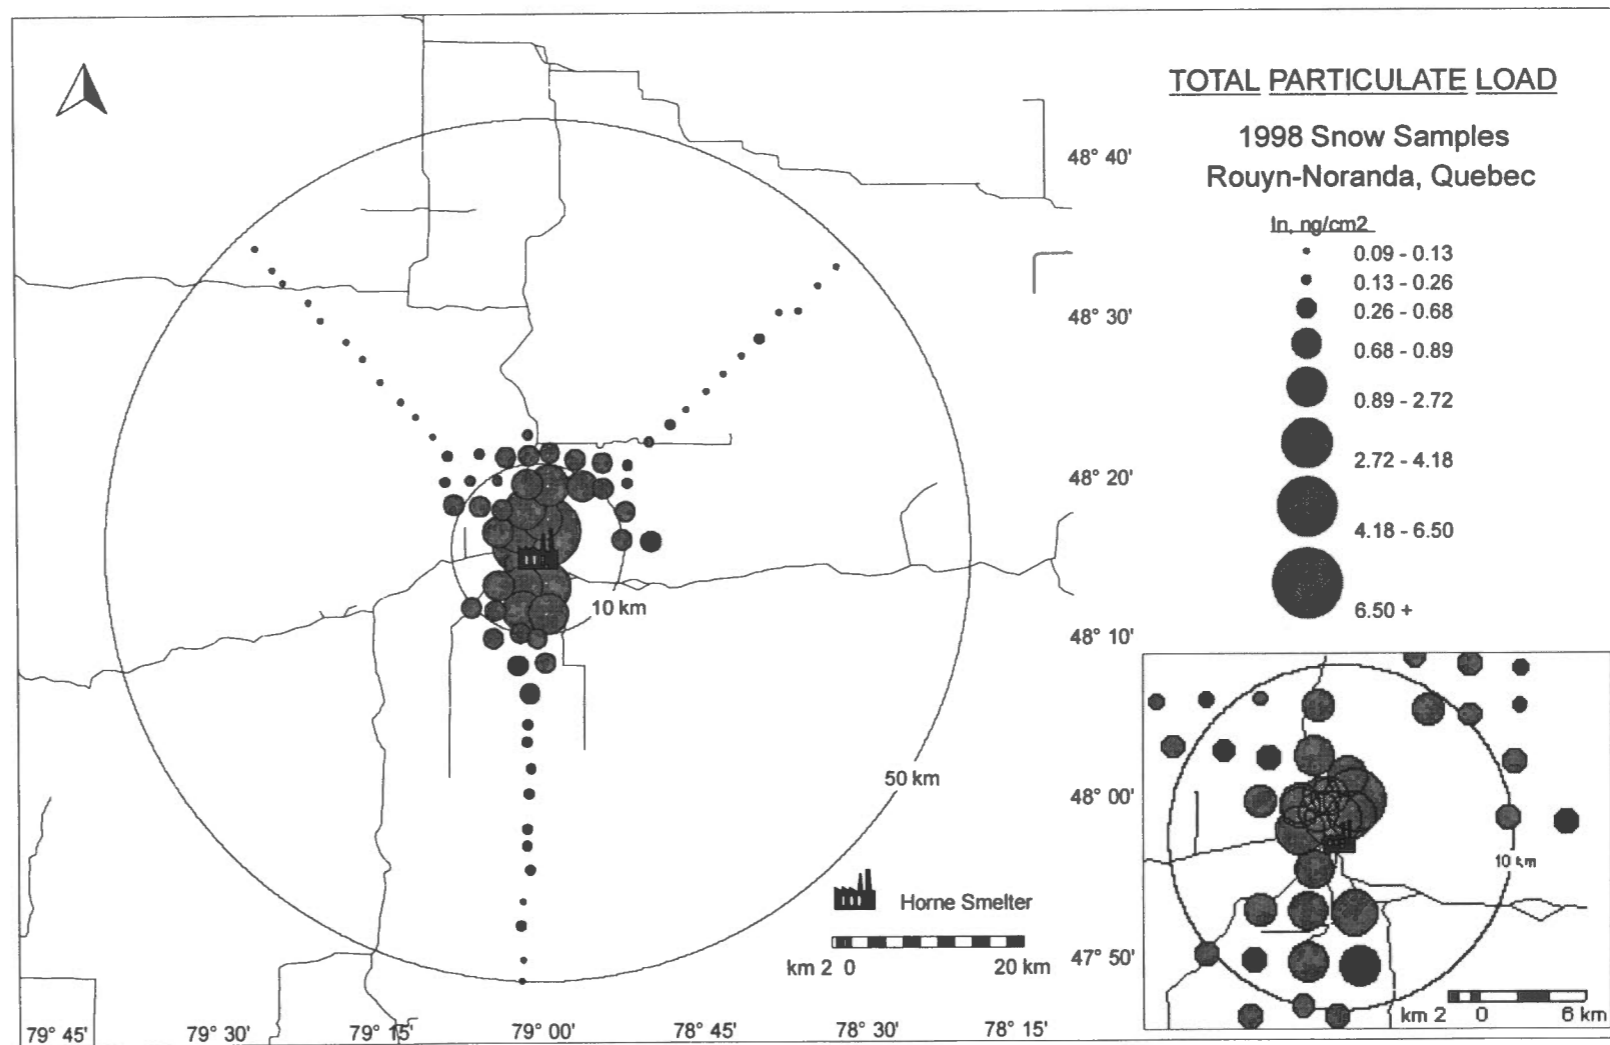 TOTAL PARTICULATE LOAD
1998 Snow Samples
Rouyn-Noranda, Quebec
In, ng/cm2
0.09 - 0.13
0.13 - 0.26
0.26 - 0.68
0.68 - 0.89
0.89 - 2.72
2.72 - 4.18
4.18 - 6.50
6.50 +
48° 40'
48° 30'
48° 20'
48° 10'
48° 00'
47° 50'
10 km
50 km
Horne Smelter
km 2 0 20 km
79° 45' 79° 30' 79° 15' 79° 00' 78° 45' 78° 30' 78° 15'
10 km
km 2 0 6 km